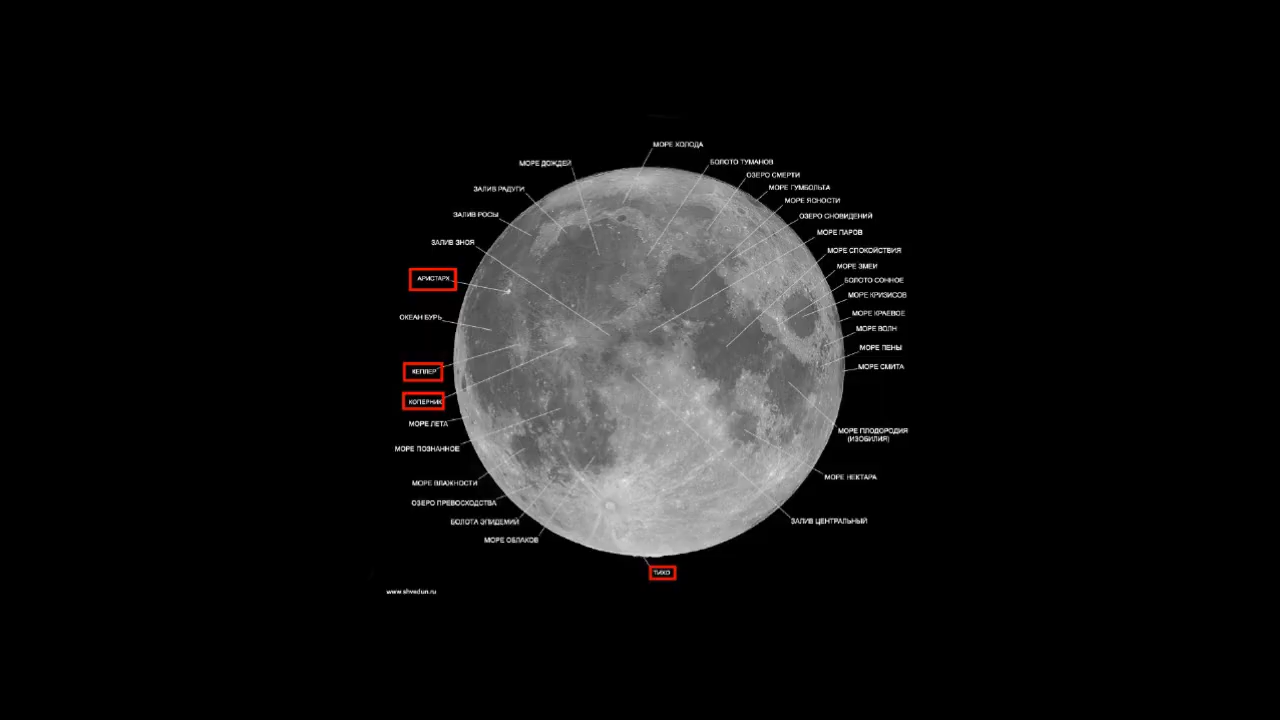 МОРЕ ХОЛОДА
МОРЕ ДОЖДЕЙ
БОЛОТО ТУМАНОВ
ОЗЕРО СМЕРТИ
ЗАЛИВ РАДУГИ
МОРЕ ГУМБОЛЬТА
МОРЕ ЯСНОСТИ
ЗАЛИВ РОСЫ
ОЗЕРО СНОВИДЕНИЙ
МОРЕ ПАРОВ
ЗАЛИВ ЗНОЯ
МОРЕ СПОКОЙСТВИЯ
МОРЕ ЗМЕИ
АРИСТАРХ
БОЛОТО СОННОЕ
МОРЕ КРИЗИСОВ
МОРЕ КРАЕВОЕ
ОКЕАН БУРЬ
МОРЕ ВОЛН
МОРЕ ПЕНЫ
МОРЕ СМИТА
КЕПЛЕР
КОПЕРНИК
МОРЕ ЛЕТА
МОРЕ ПЛОДОРОДИЯ
(ИЗОБИЛИЯ)
МОРЕ ПОЗНАННОЕ
МОРЕ НЕКТАРА
МОРЕ ВЛАЖНОСТИ
ОЗЕРО ПРЕВОСХОДСТВА
БОЛОТА ЭПИДЕМИЙ
ЗАЛИВ ЦЕНТРАЛЬНЫЙ
МОРЕ ОБЛАКОВ
ТИХО
www.shvedun.ru